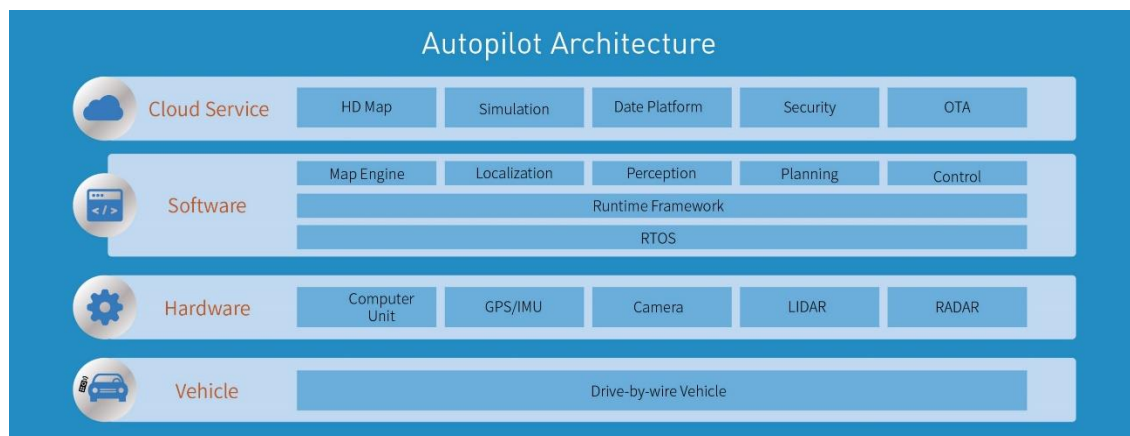 Autopilot Architecture
Cloud Service
HD Map
Simulation
Date Platform
Security
OTA
Software
Map Engine
Localization
Perception
Planning
Control
Runtime Framework
RTOS
Hardware
Computer
Unit
GPS/IMU
Camera
LIDAR
RADAR
Vehicle
Drive-by-wire Vehicle